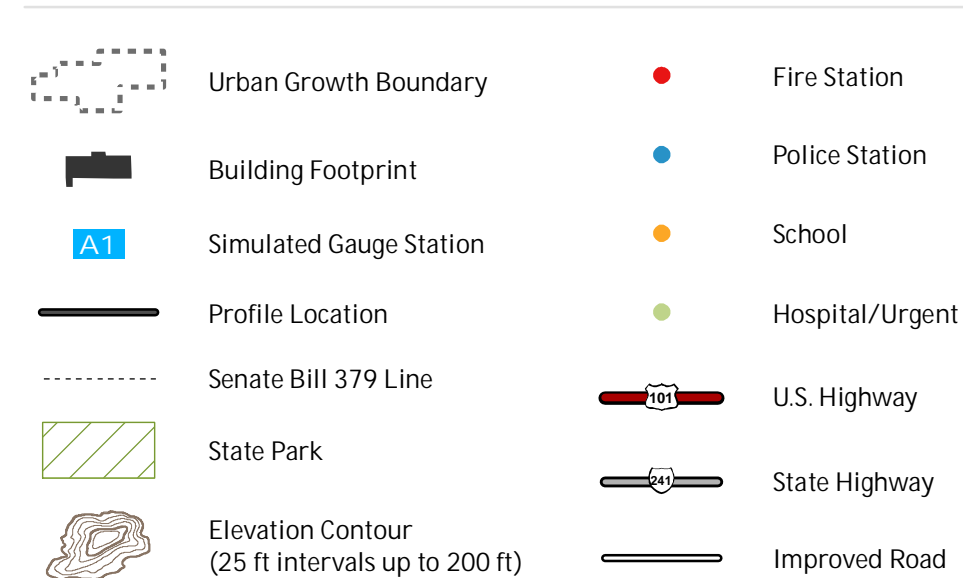 Urban Growth Boundary
Building Footprint
A1
Simulated Gauge Station
Profile Location
Senate Bill 379 Line
State Park
Elevation Contour
(25 ft intervals up to 200 ft)
Fire Station
Police Station
School
Hospital/Urgent
101
U.S. Highway
241
State Highway
Improved Road